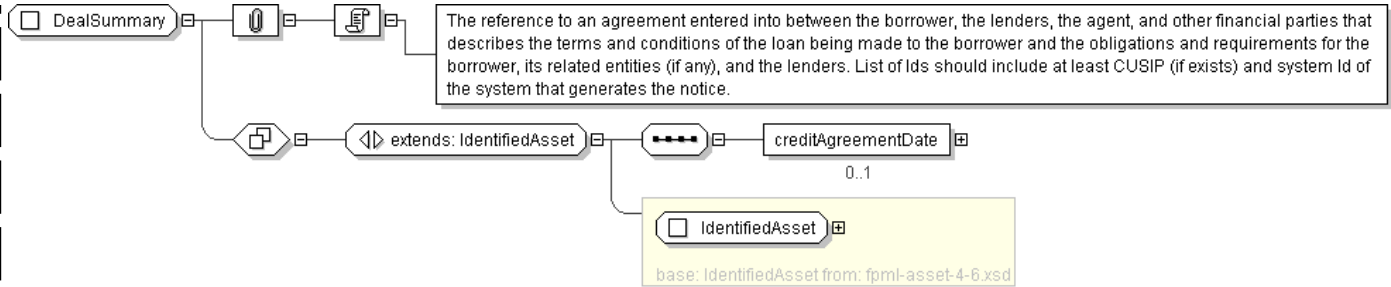 DealSummary
The reference to an agreement entered into between the borrower, the lenders, the agent, and other financial parties that
describes the terms and conditions of the loan being made to the borrower and the obligations and requirements for the
borrower, its related entities (if any), and the lenders. List of Ids should include at least CUSIP (if exists) and system Id of
the system that generates the notice.
extends: IdentifiedAsset
creditAgreementDate
0..1
IdentifiedAsset
base: IdentifiedAsset from: fpml-asset-4-6.xsd